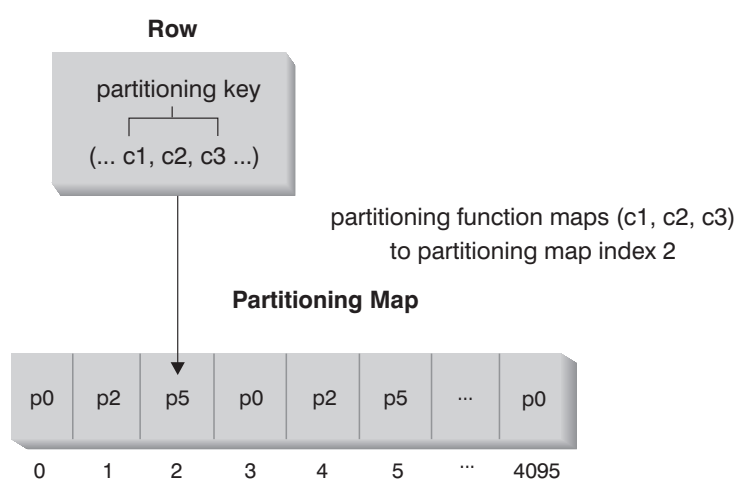 Row
partitioning key
(... c1, c2, c3 ...)
partitioning function maps (c1, c2, c3)
to partitioning map index 2
Partitioning Map
p0 p2 p5 p0 p2 p5 ... p0
0 1 2 3 4 5 ... 4095